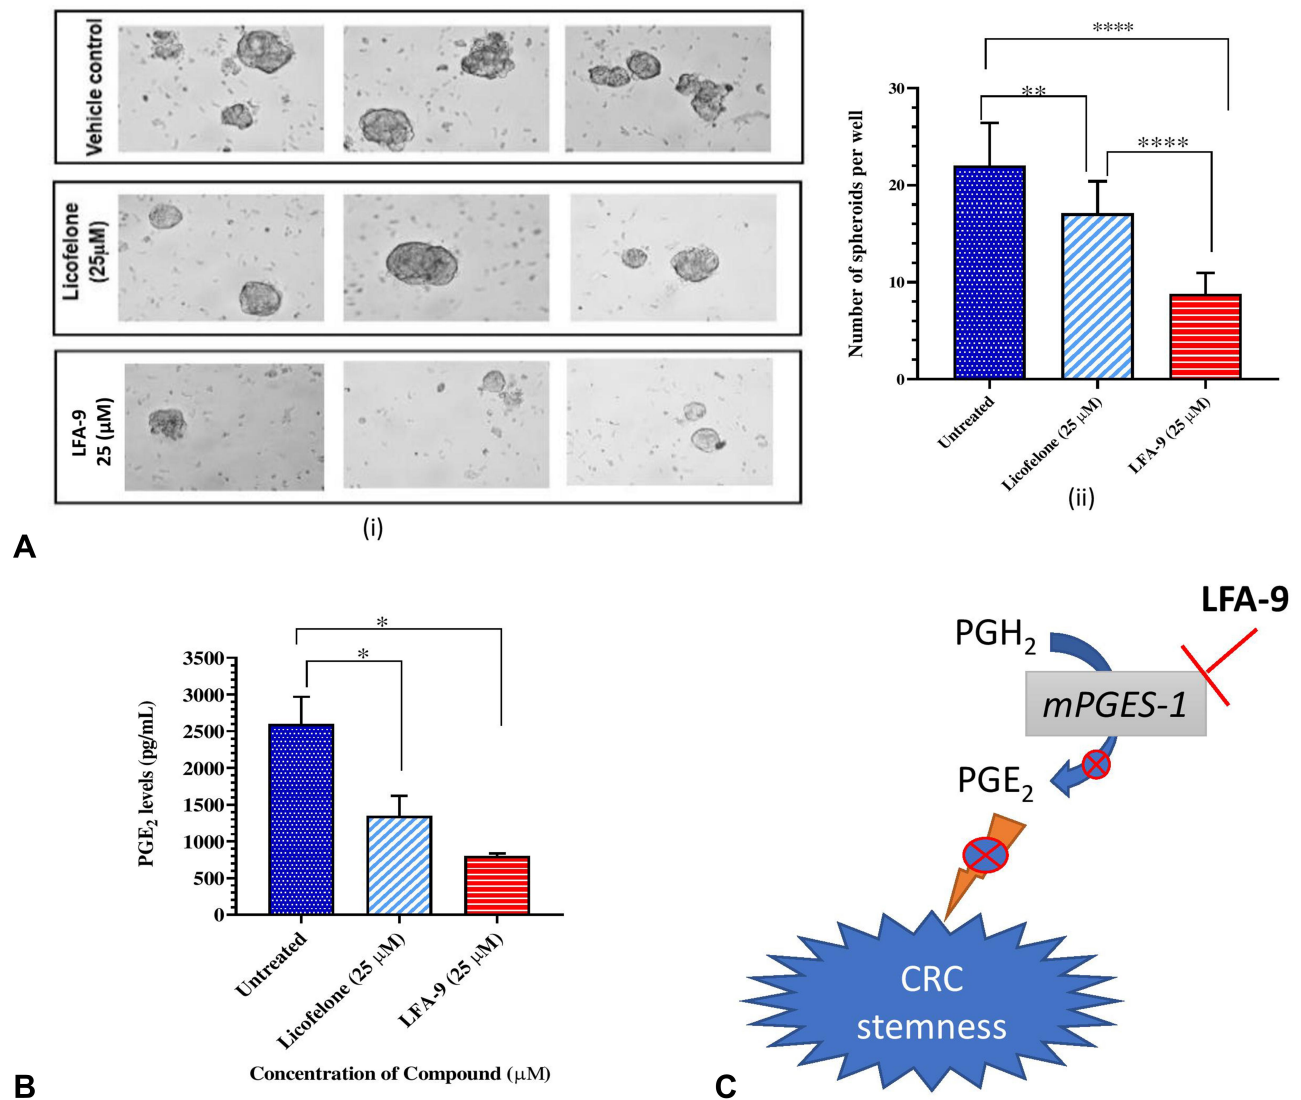 Vehicle control
Licofelone
(25μM)
LFA-9
25 (μM)
(i)
A
****
**
****
Number of spheroids per well
30
20
10
0
Untreated
Licofelone (25 μM)
LFA-9 (25 μM)
(ii)
*
*
PGE2 levels (pg/mL)
3500
3000
2500
2000
1500
1000
500
0
Untreated
Licofelone (25 μM)
LFA-9 (25 μM)
Concentration of Compound (μM)
B
LFA-9
PGH2
mPGES-1
PGE2
CRC
stemness
C